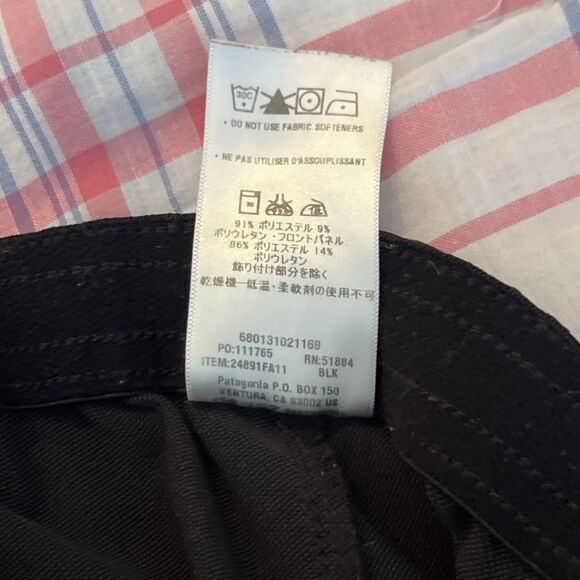 30C
• DO NOT USE FABRIC SOFTENERS
• NE PAS UTILISER D'ASSOUPLISSANT
30
91% ポリエステル 9%
ポリウレタン・フロントパネル
86% ポリエステル 14%
ポリウレタン
飾り付け部分を除く
乾燥機一低温・柔軟剤の使用不可
680131021169
PO:111765 RN:51884
ITEM:24891FA11 BLK
Patagonia P.O. BOX 150
VENTURA, CA 93002 US